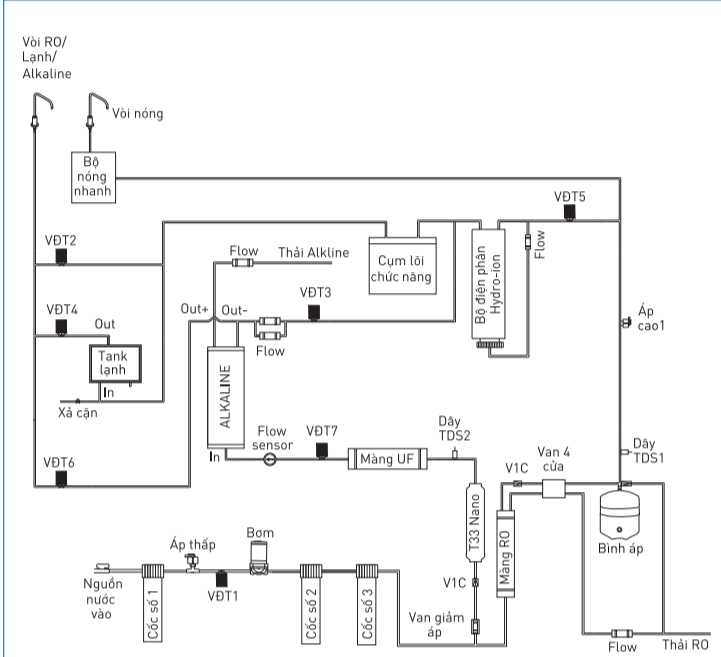 Vòi RO/
Lạnh/
Alkaline
Vòi nóng
Bộ
nóng
nhanh
VĐT5
VĐT2
Flow
Thải Alkline
Cụm lõi
chức năng
Bộ điện phân
Hydro-ion
Flow
VĐT4
Out
Out+
Out-
VĐT3
Flow
Áp
cao1
Tank
lạnh
In
Xả cặn
ALKALINE
Flow
sensor
VĐT7
Dây
TDS2
Màng UF
In
VĐT6
Dây
TDS1
Van 4
cửa
V1C
Bình áp
T33 Nano
Màng RO
Bơm
Áp thấp
V1C
Nguồn
nước
vào
VĐT1
Cốc số 1
Cốc số 2
Cốc số 3
Van giảm
áp
Flow
Thải RO